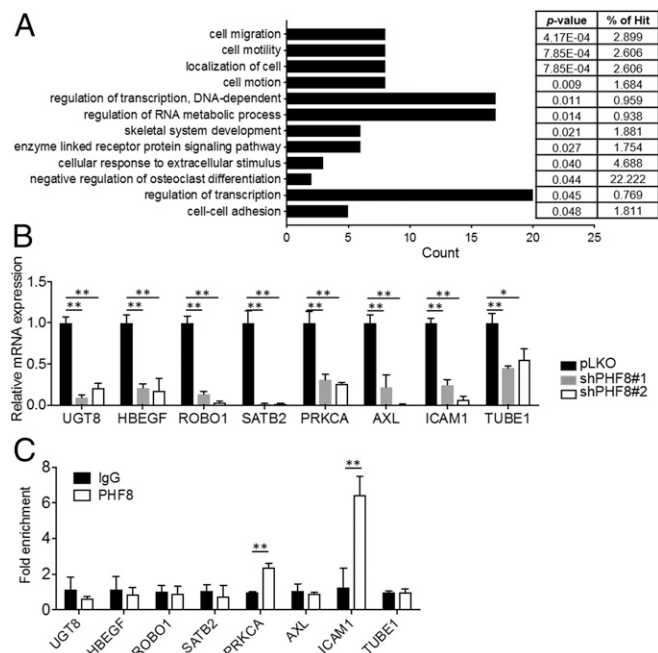 A
p-value % of Hit
cell migration 4.17E-04 2.899
cell motility 7.85E-04 2.606
localization of cell 7.85E-04 2.606
cell motion 0.009 1.684
regulation of transcription, DNA-dependent 0.011 0.959
regulation of RNA metabolic process 0.014 0.938
skeletal system development 0.021 1.881
enzyme linked receptor protein signaling pathway 0.027 1.754
cellular response to extracellular stimulus 0.040 4.688
negative regulation of osteoclast differentiation 0.044 22.222
regulation of transcription 0.045 0.769
cell-cell adhesion 0.048 1.811
0 5 10 15 20 25
Count
B
Relative mRNA expression
1.5
1.0
0.5
0.0
** ** ** ** ** ** ** *
** ** ** ** ** ** ** **
UGT8 HBEGF ROBO1 SATB2 PRKCA AXL ICAM1 TUBE1
pLKO
shPHF8#1
shPHF8#2
C
Fold enrichment
8
6
4
2
0
IgG
PHF8
**
**
UGT8 HBEGF ROBO1 SATB2 PRKCA AXL ICAM1 TUBE1